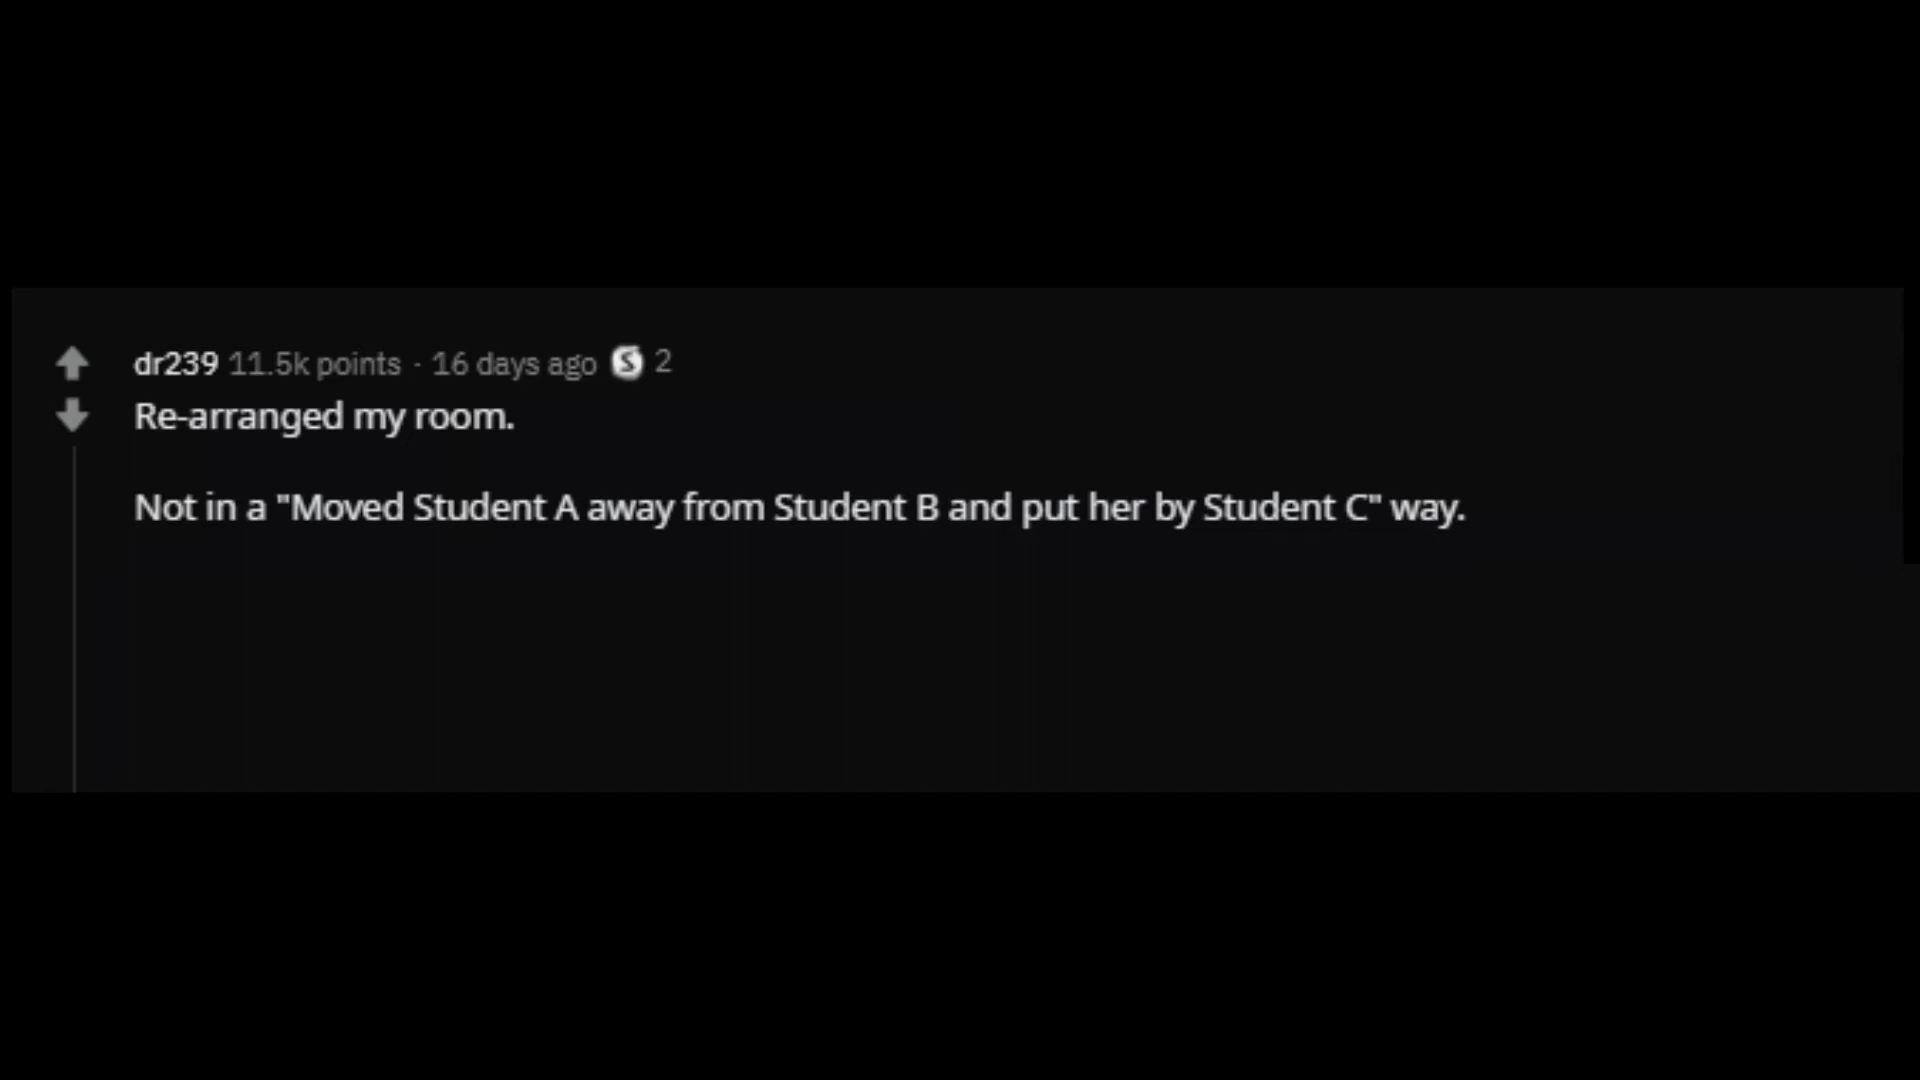 dr239 11.5k points · 16 days ago S 2
Re-arranged my room.
Not in a "Moved Student A away from Student B and put her by Student C" way.